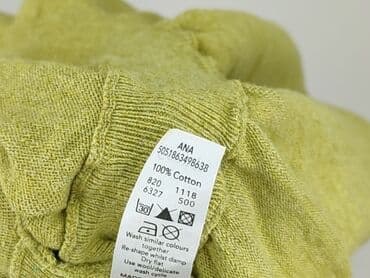 ANA
5051863498638
100% Cotton
820 1118
6327 500
30
Wash similar colours
together
Re-shape whilst damp
Dry flat
Use wool/delicate
wash cycle